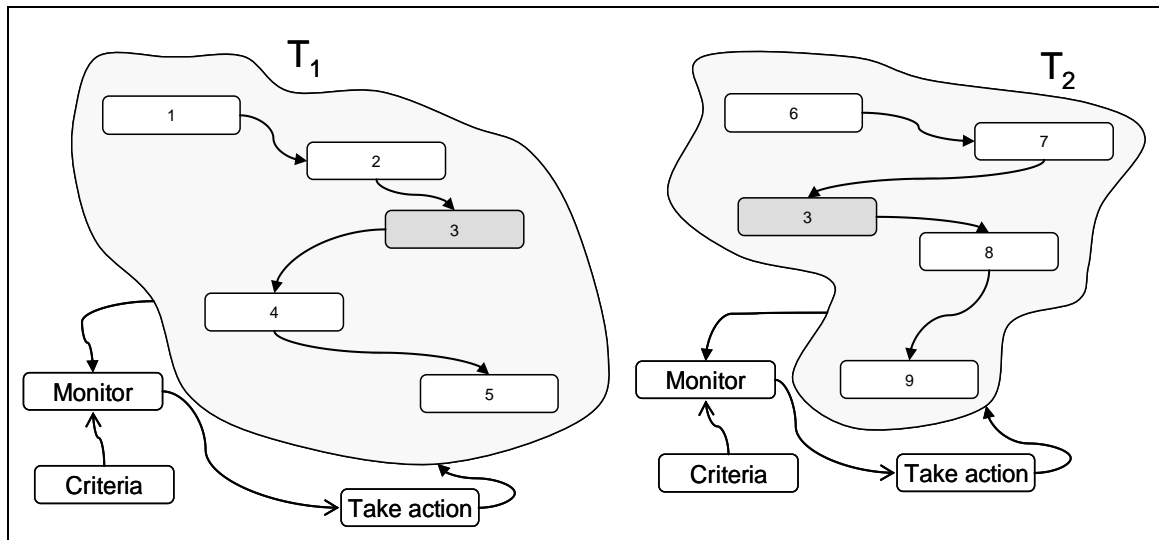 T₁
1
2
3
4
5
Monitor
Criteria
Take action
T₂
6
7
3
8
9
Monitor
Criteria
Take action